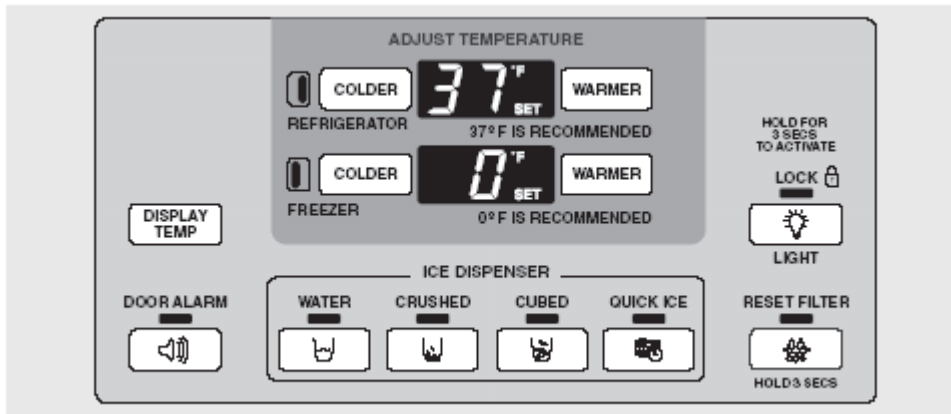 ADJUST TEMPERATURE
COLDER
37°F
SET
WARMER
REFRIGERATOR
37°F IS RECOMMENDED
COLDER
0°F
SET
WARMER
FREEZER
0°F IS RECOMMENDED
HOLD FOR
3 SECS
TO ACTIVATE
LOCK
LIGHT
DISPLAY
TEMP
ICE DISPENSER
DOOR ALARM
WATER
CRUSHED
CUBED
QUICK ICE
RESET FILTER
HOLD 3 SECS